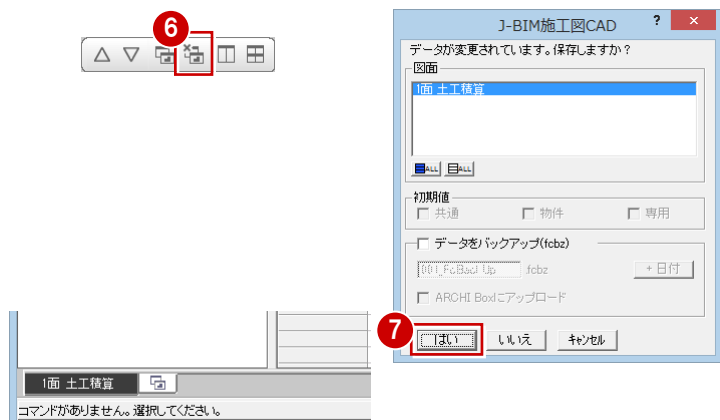 6
J-BIM施工図CAD
? ×
データが変更されています。保存しますか?
図面
1面 土工積算
ALL ALL
初期値
共通 物件 専用
データをバックアップ(fcbz)
001_FcBackUp .fcbz +日付
ARCHI Boxにアップロード
7
はい いいえ キャンセル
1面 土工積算
コマンドがありません。選択してください。